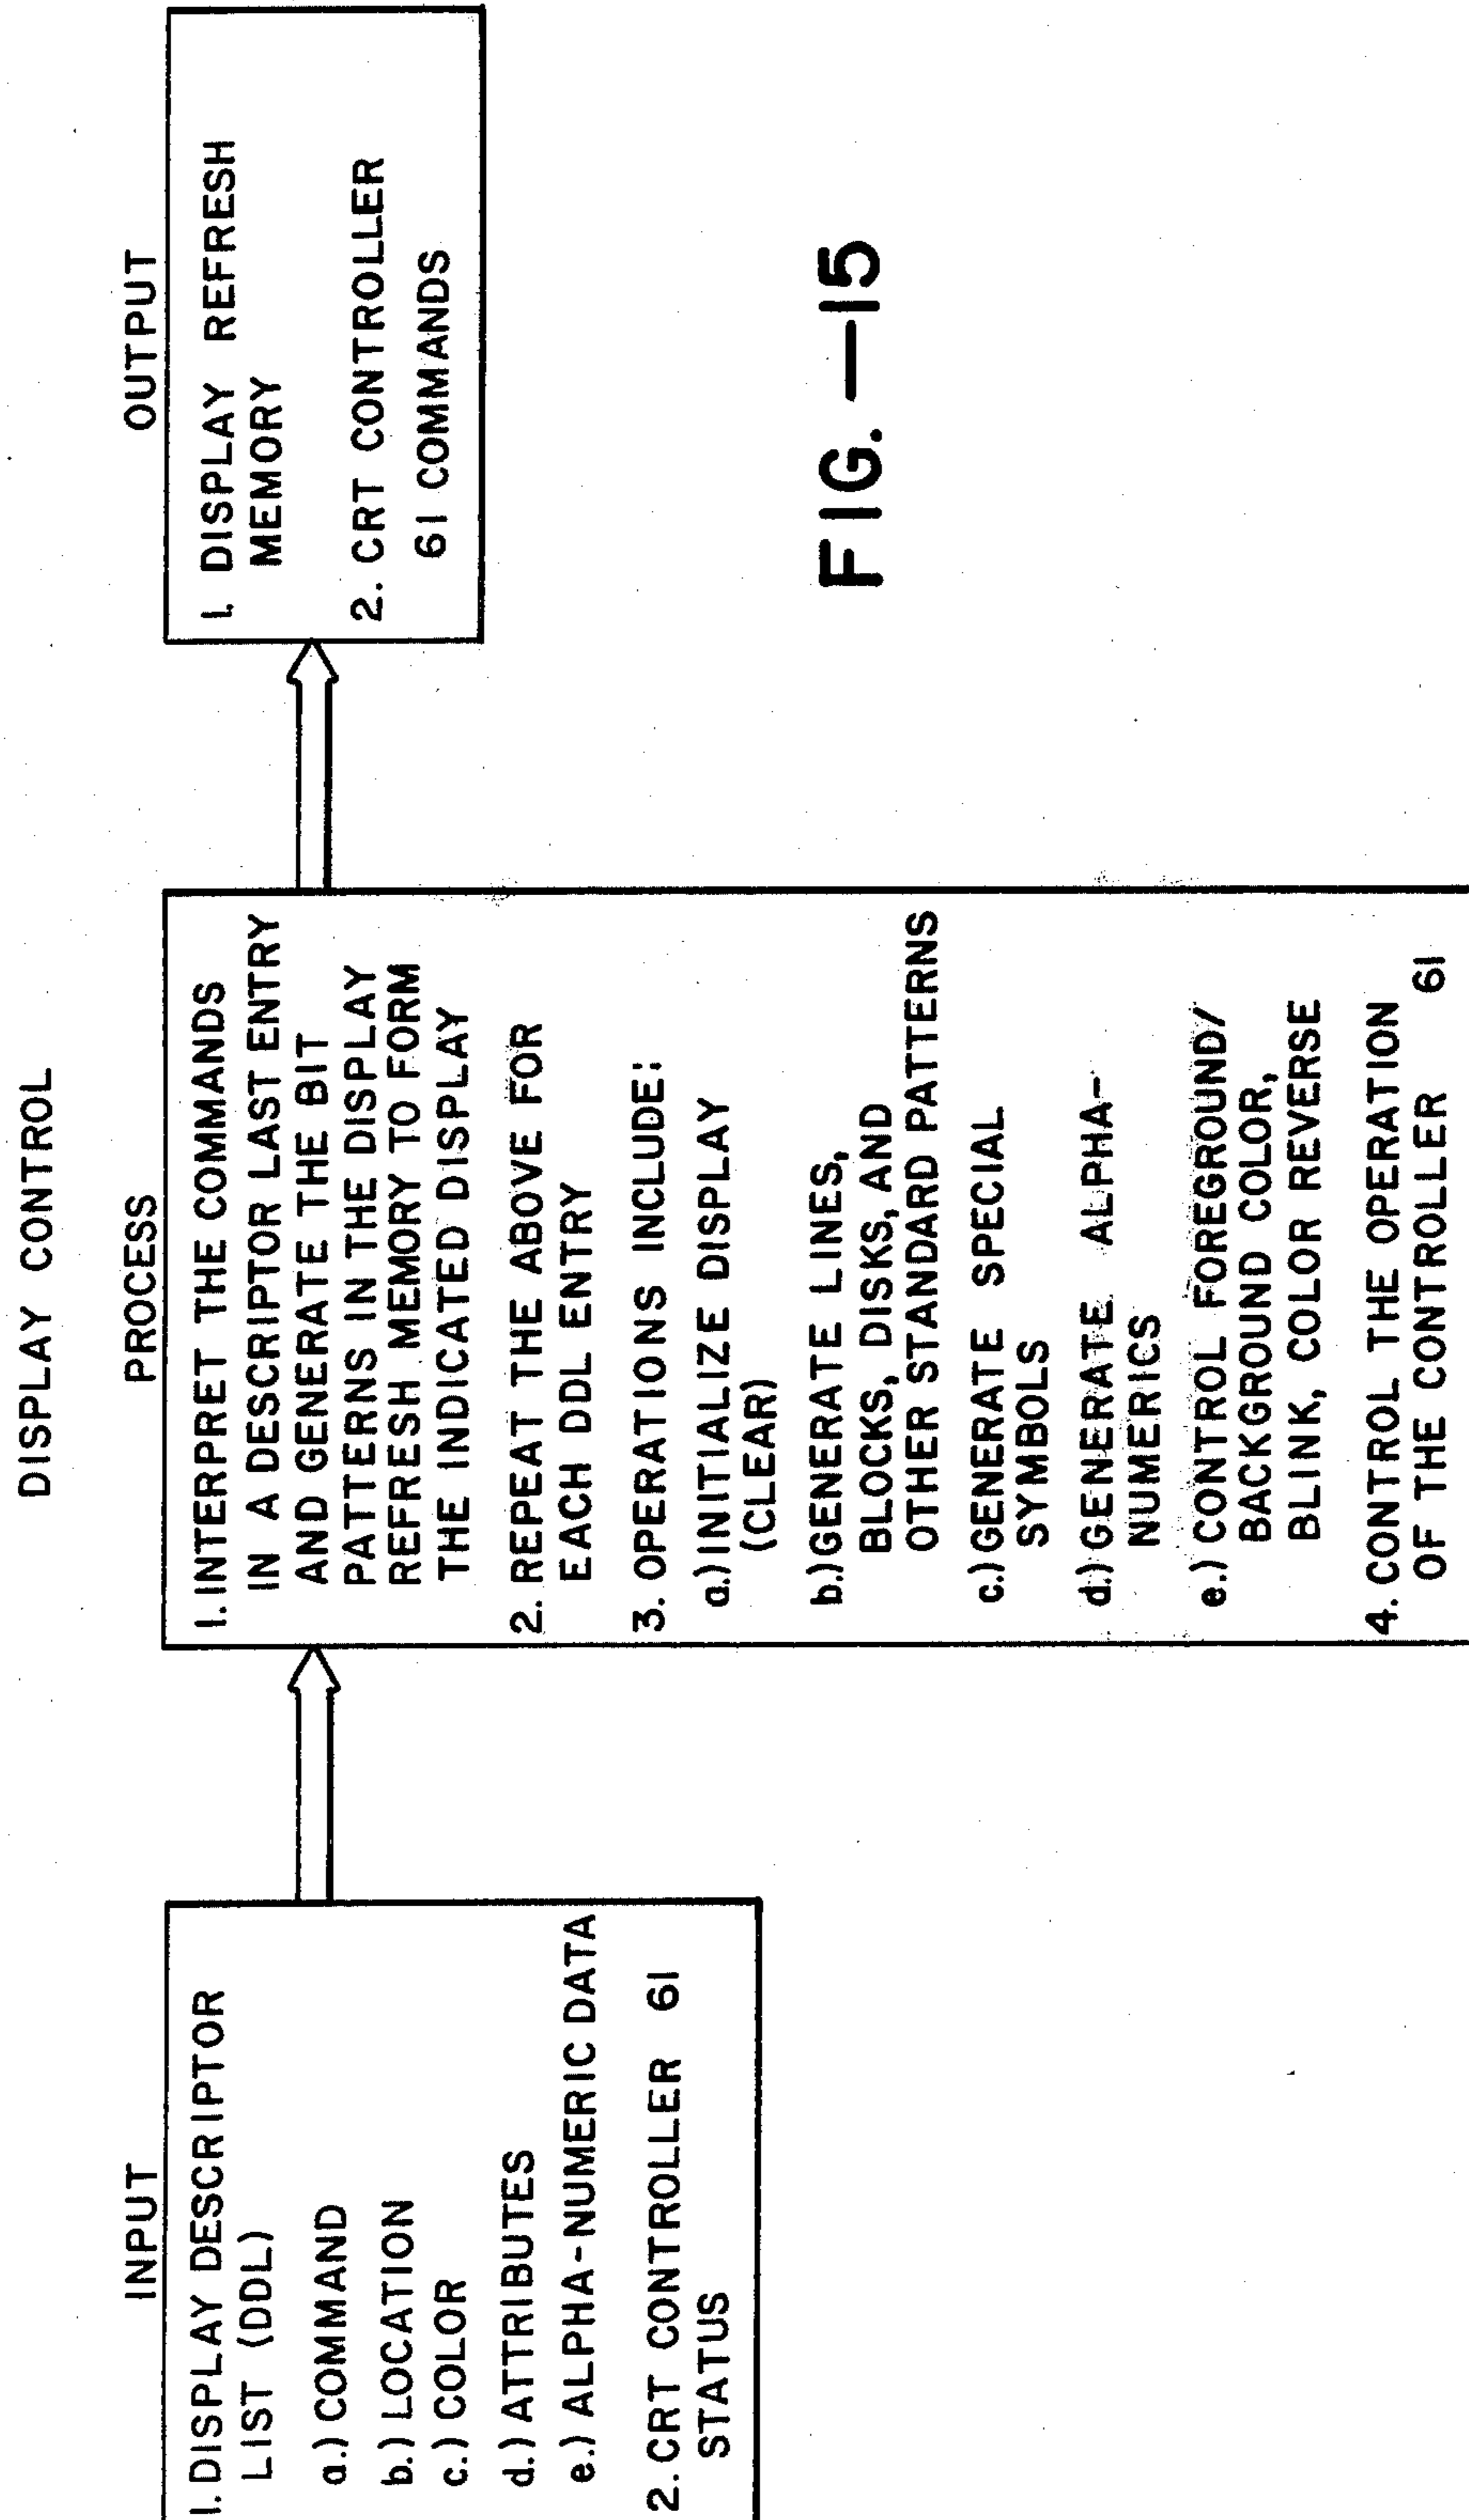 DISPLAY CONTROL
INPUT
1. DISPLAY DESCRIPTOR
LIST (DDL)
a.) COMMAND
b.) LOCATION
c.) COLOR
d.) ATTRIBUTES
e.) ALPHA-NUMERIC DATA
2. CRT CONTROLLER 61
STATUS
PROCESS
1. INTERPRET THE COMMANDS
IN A DESCRIPTOR LAST ENTRY
AND GENERATE THE BIT
PATTERNS IN THE DISPLAY
REFRESH MEMORY TO FORM
THE INDICATED DISPLAY
2. REPEAT THE ABOVE FOR
EACH DDL ENTRY
3. OPERATIONS INCLUDE:
a.) INITIALIZE DISPLAY
(CLEAR)
b.) GENERATE LINES,
BLOCKS, DISKS, AND
OTHER STANDARD PATTERNS
c.) GENERATE SPECIAL
SYMBOLS
d.) GENERATE ALPHA-
NUMERICS
e.) CONTROL FOREGROUND/
BACKGROUND COLOR,
BLINK, COLOR REVERSE
4. CONTROL THE OPERATION
OF THE CONTROLLER 61
OUTPUT
1. DISPLAY REFRESH
MEMORY
2. CRT CONTROLLER
61 COMMANDS
FIG.—15